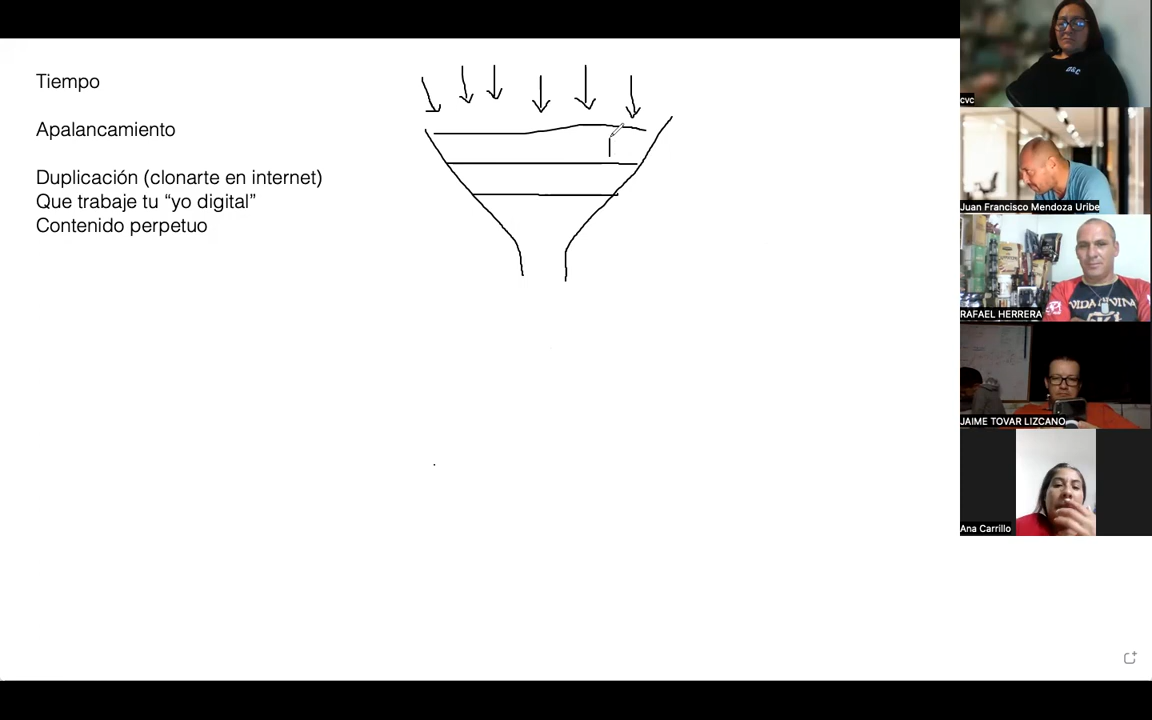 Tiempo
Apalancamiento
Duplicación (clonarte en internet)
Que trabaje tu “yo digital”
Contenido perpetuo
cvc
Juan Francisco Mendoza Uribe
RAFAEL HERRERA
JAIME TOVAR LIZCANO
Ana Carrillo